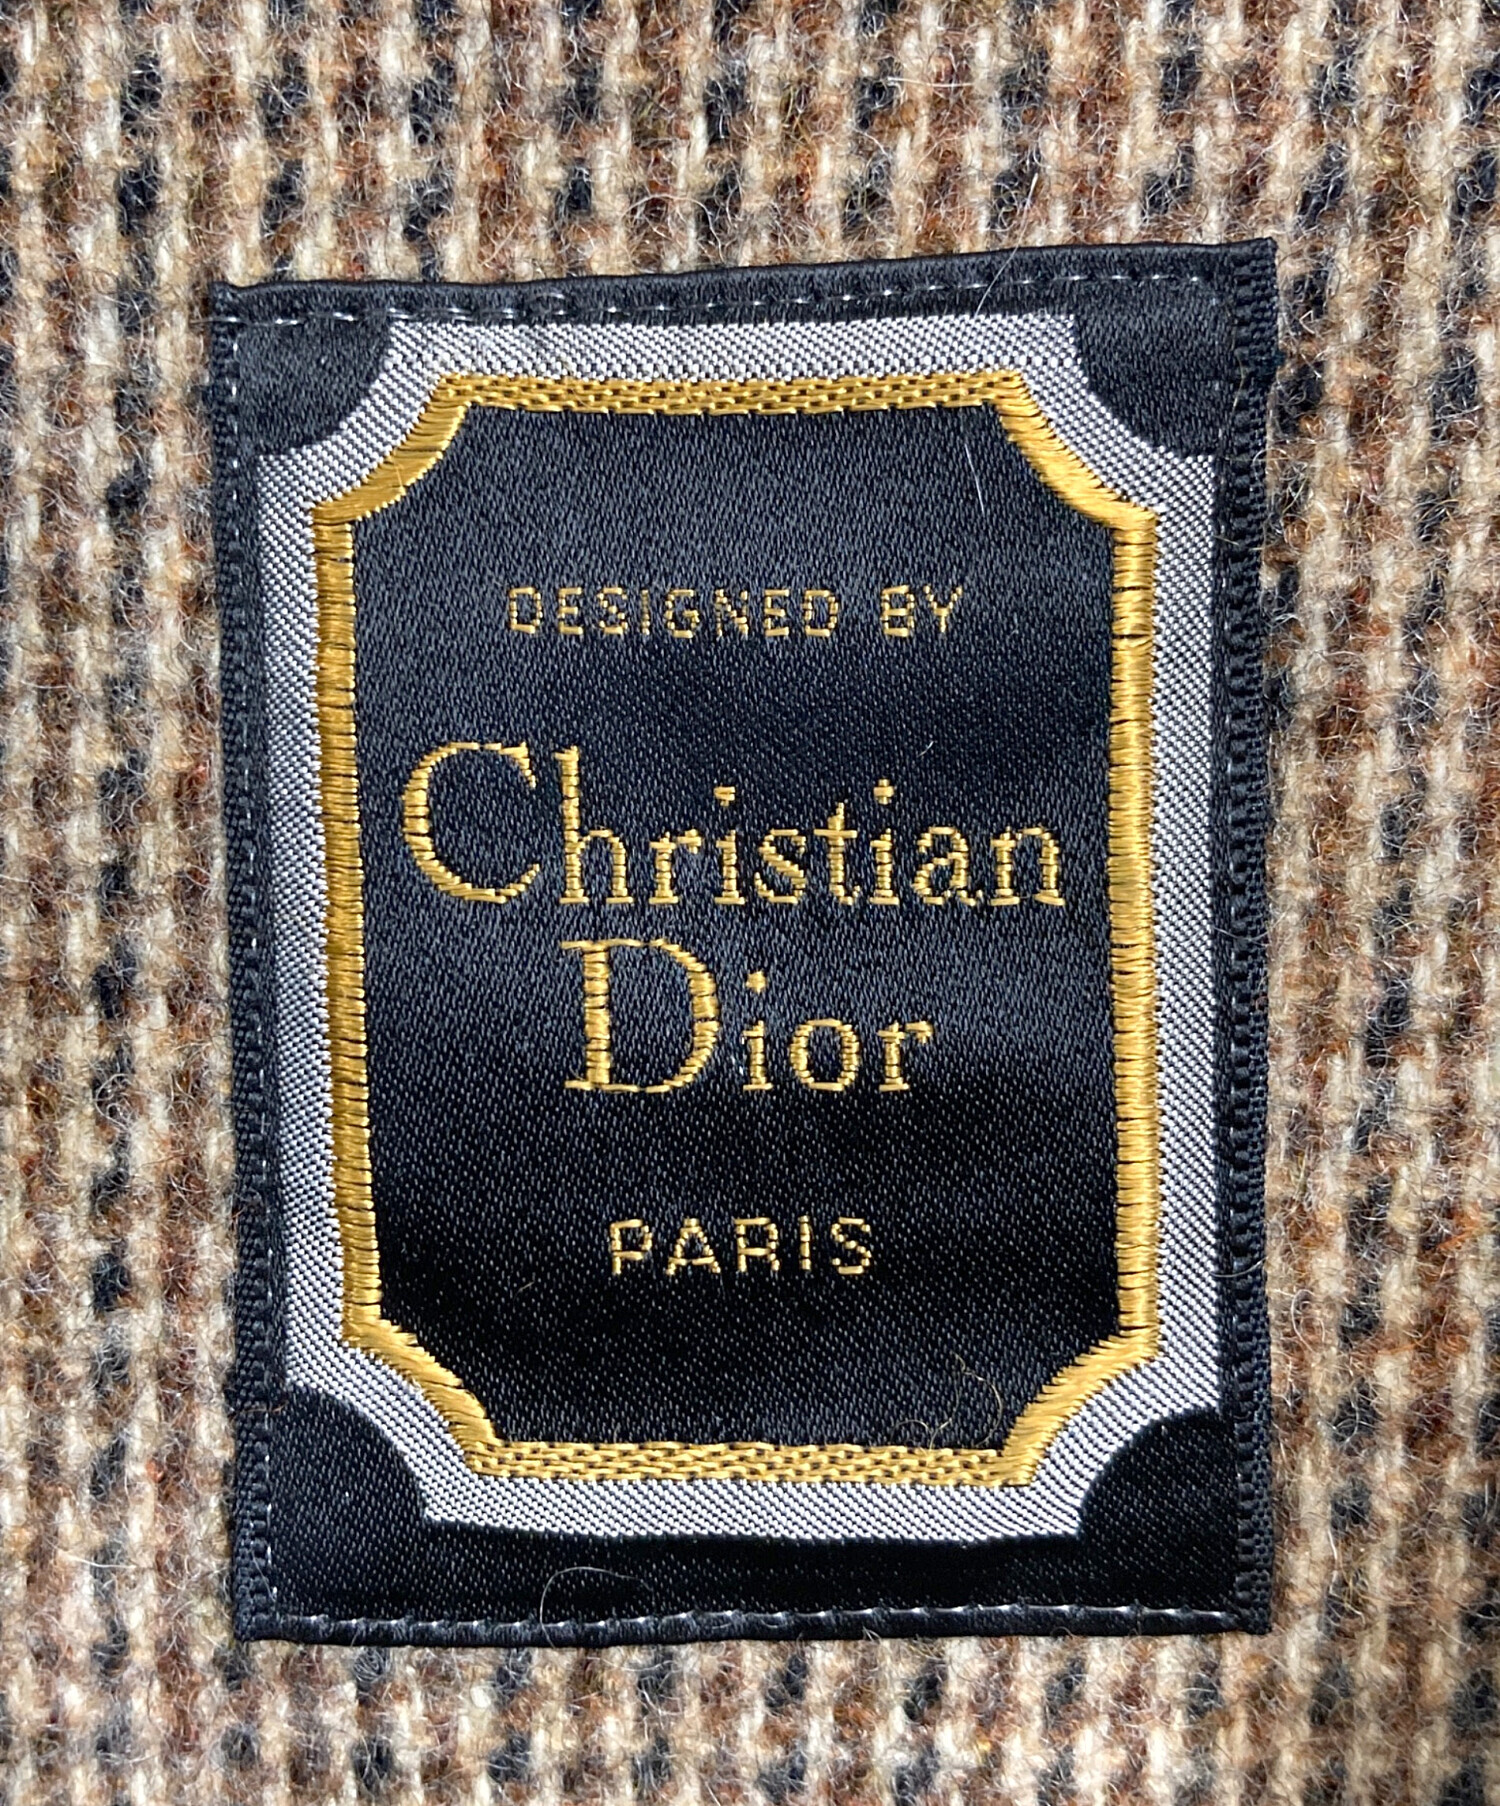 DESIGNED BY
Christian
Dior
PARIS